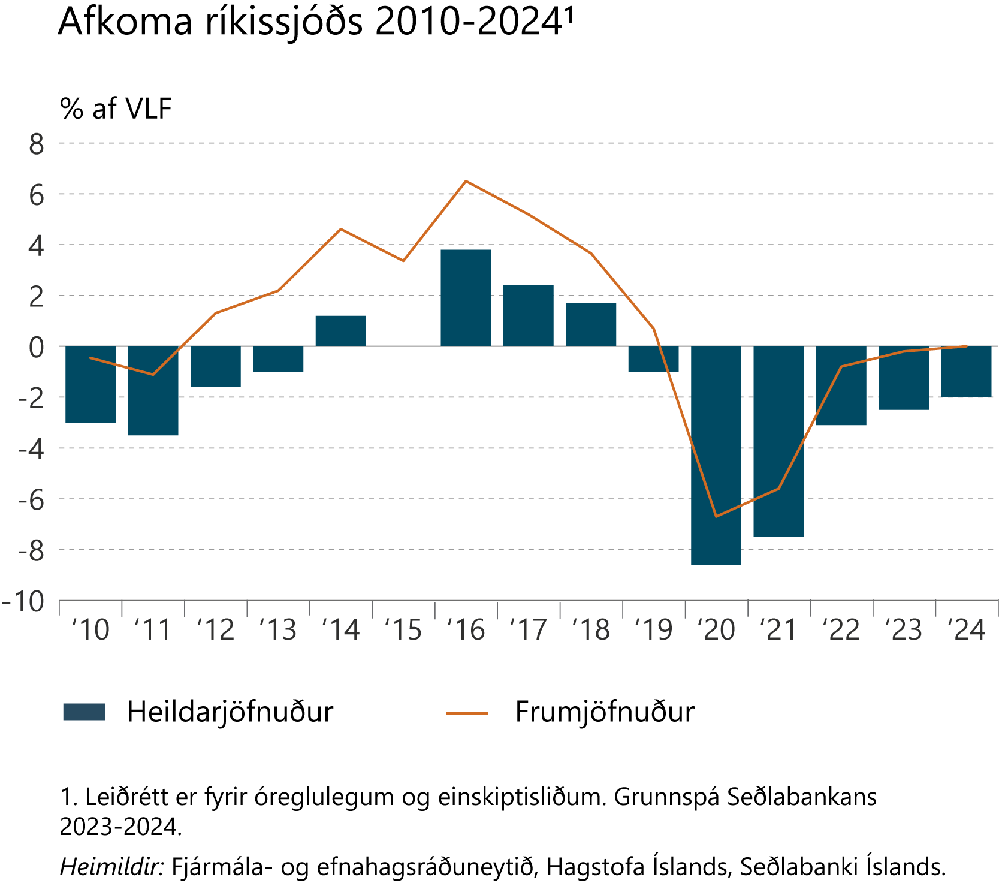 Afkoma ríkissjóðs 2010-2024¹
% af VLF
8
6
4
2
0
-2
-4
-6
-8
-10
‘10 ‘11 ‘12 ‘13 ‘14 ‘15 ‘16 ‘17 ‘18 ‘19 ‘20 ‘21 ‘22 ‘23 ‘24
Heildarjöfnuður Frumjöfnuður
1. Leiðrétt er fyrir óreglulegum og einskiptisliðum. Grunnspá Seðlabankans
2023-2024.
Heimildir: Fjármála- og efnahagsráðuneytið, Hagstofa Íslands, Seðlabanki Íslands.